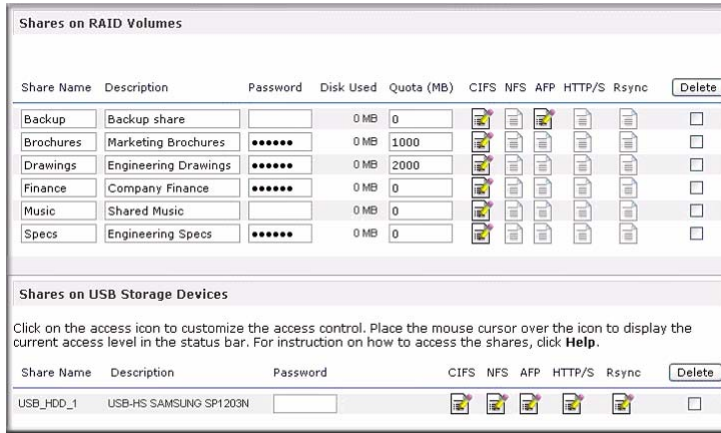 Shares on RAID Volumes
Share Name Description Password Disk Used Quota (MB) CIFS NFS AFP HTTP/S Rsync Delete
Backup Backup share 0 MB 0
Brochures Marketing Brochures •••••• 0 MB 1000
Drawings Engineering Drawings •••••• 0 MB 2000
Finance Company Finance •••••• 0 MB 0
Music Shared Music 0 MB 0
Specs Engineering Specs •••••• 0 MB 0
Shares on USB Storage Devices
Click on the access icon to customize the access control. Place the mouse cursor over the icon to display the
current access level in the status bar. For instruction on how to access the shares, click Help.
Share Name Description Password CIFS NFS AFP HTTP/S Rsync Delete
USB_HDD_1 USB-HS SAMSUNG SP1203N